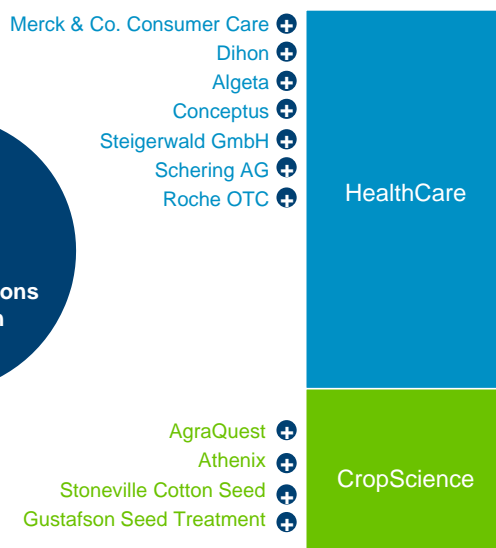 Merck & Co. Consumer Care
Dihon
Algeta
Conceptus
Steigerwald GmbH
Schering AG
Roche OTC
HealthCare
ons
n
AgraQuest
Athenix
Stoneville Cotton Seed
Gustafson Seed Treatment
CropScience